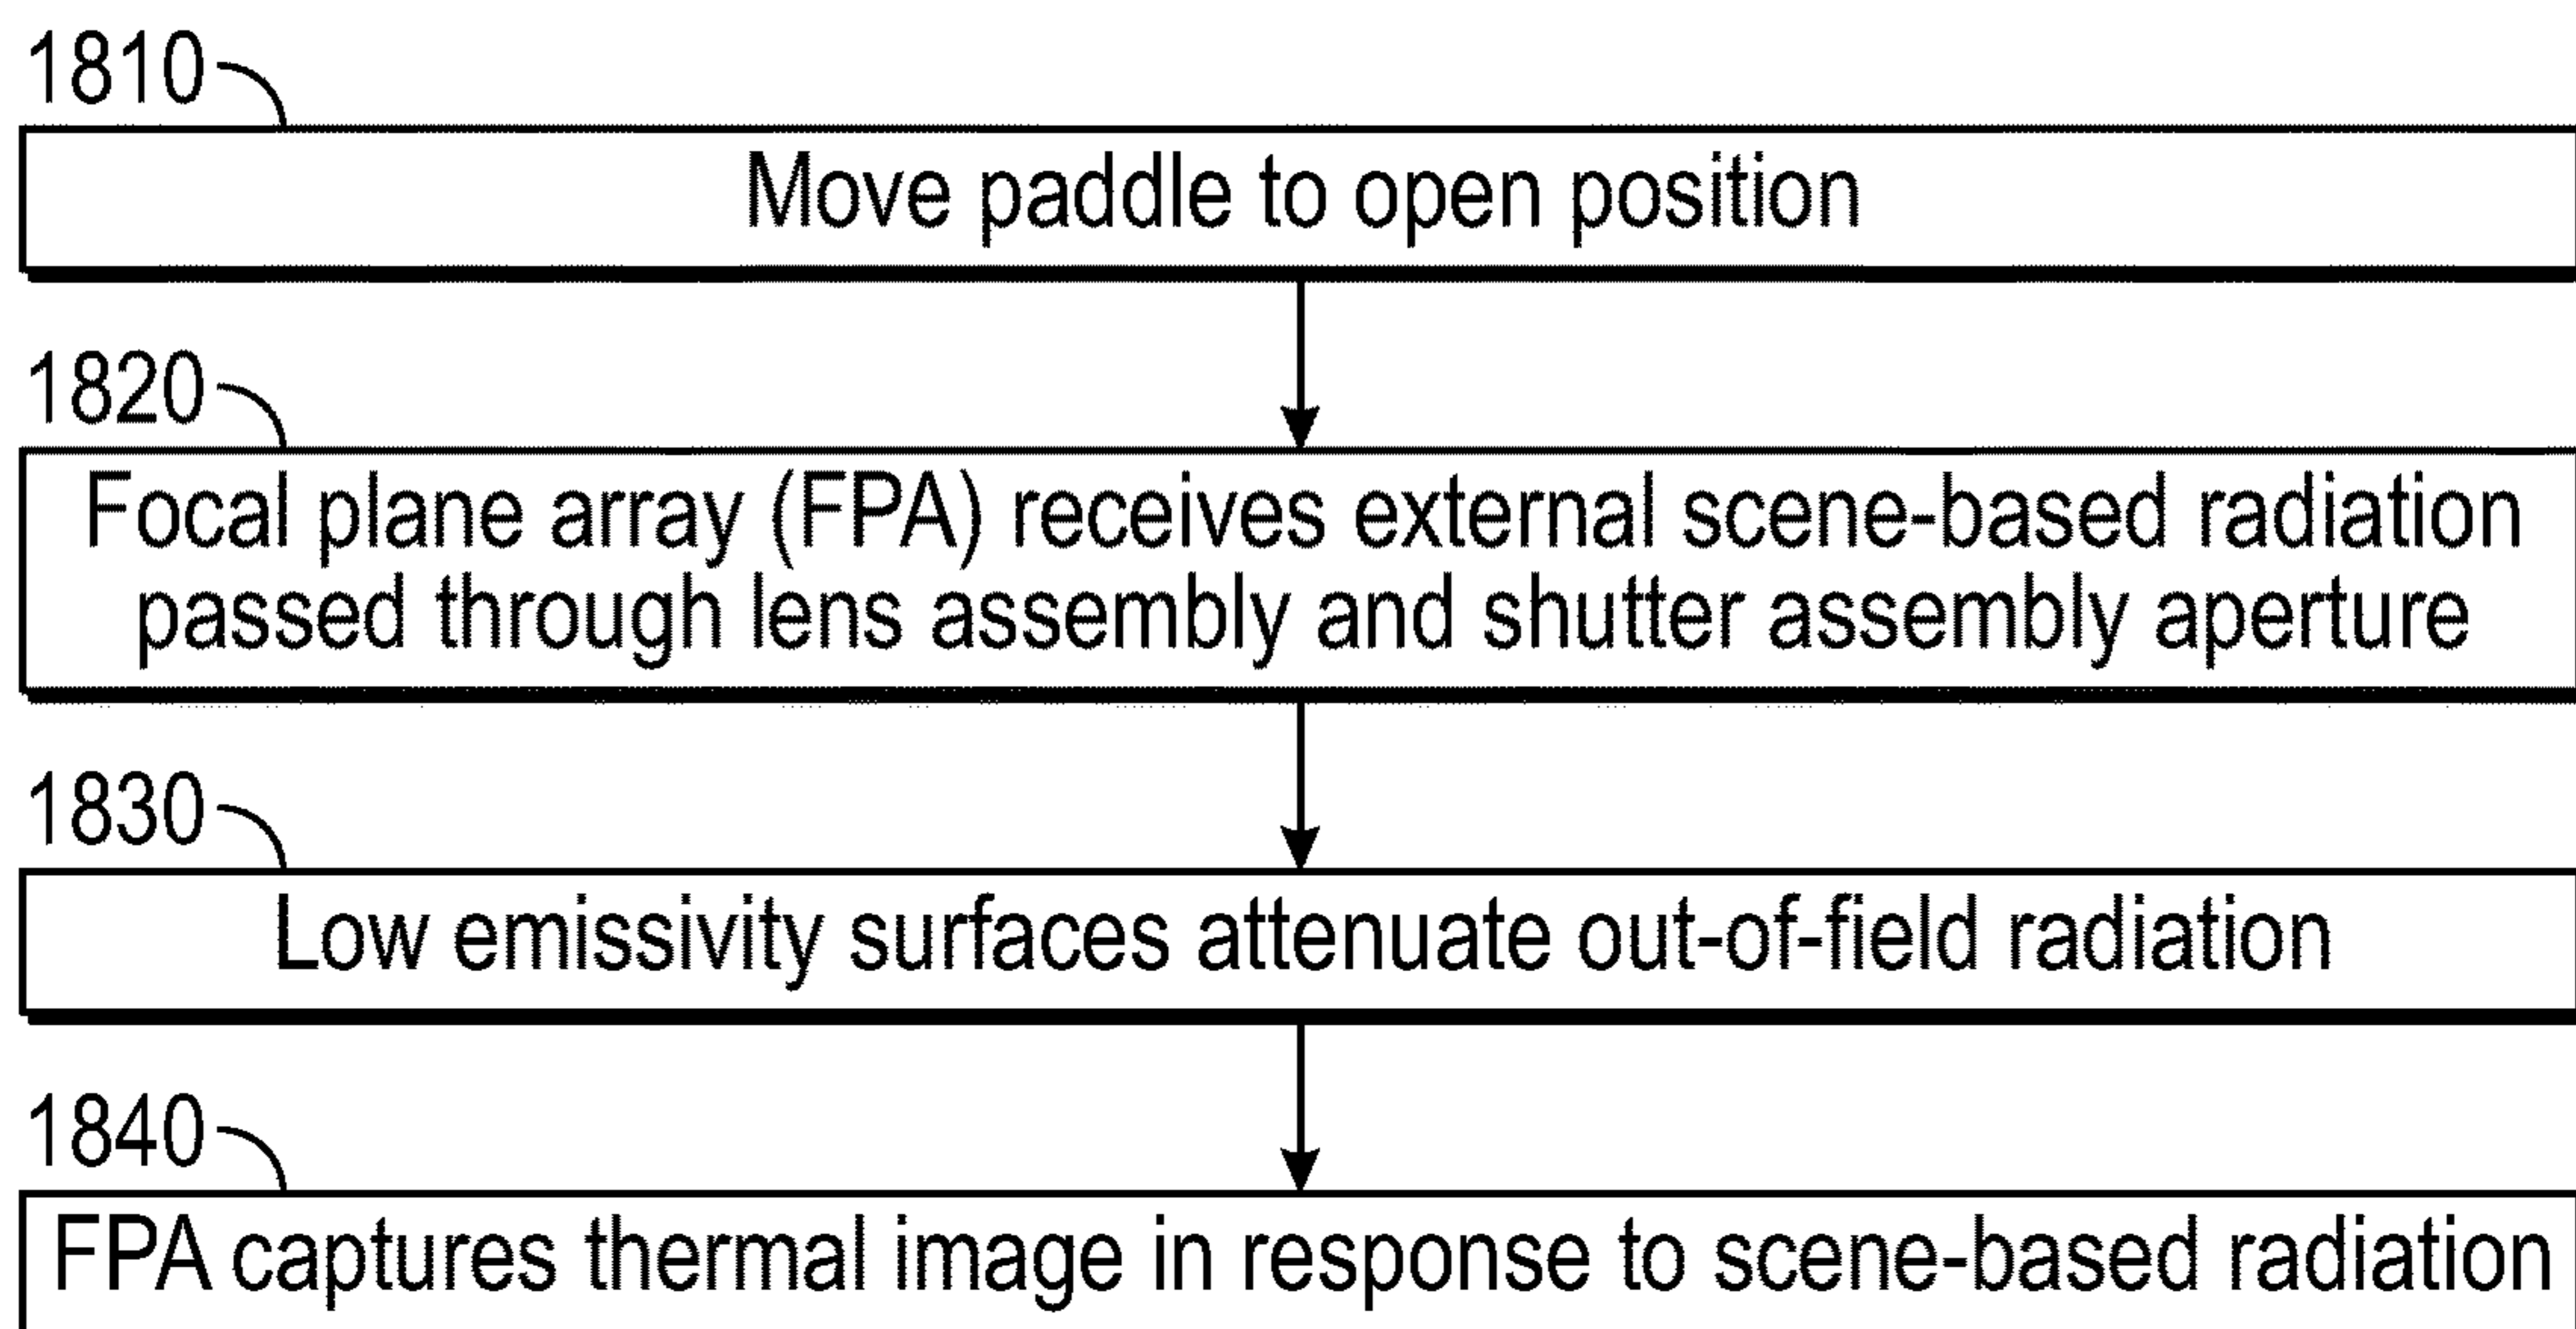 1810
Move paddle to open position
1820
Focal plane array (FPA) receives external scene-based radiation
passed through lens assembly and shutter assembly aperture
1830
Low emissivity surfaces attenuate out-of-field radiation
1840
FPA captures thermal image in response to scene-based radiation